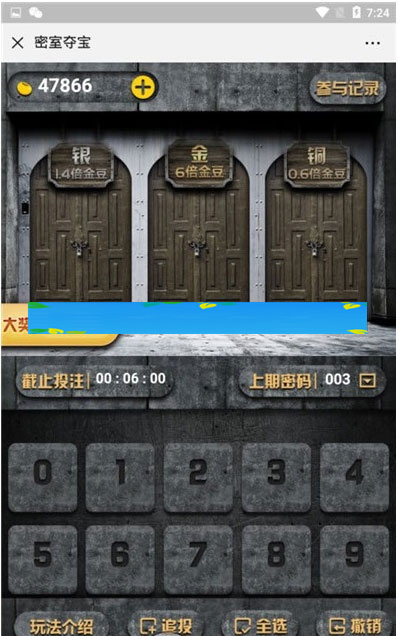 7:24
密室夺宝
47866
参与记录
银
1.4倍金豆
金
6倍金豆
铜
0.6倍金豆
大奖
截止投注 00:06:00
上期密码 003
0 1 2 3 4
5 6 7 8 9
玩法介绍 追投 全选 撤销